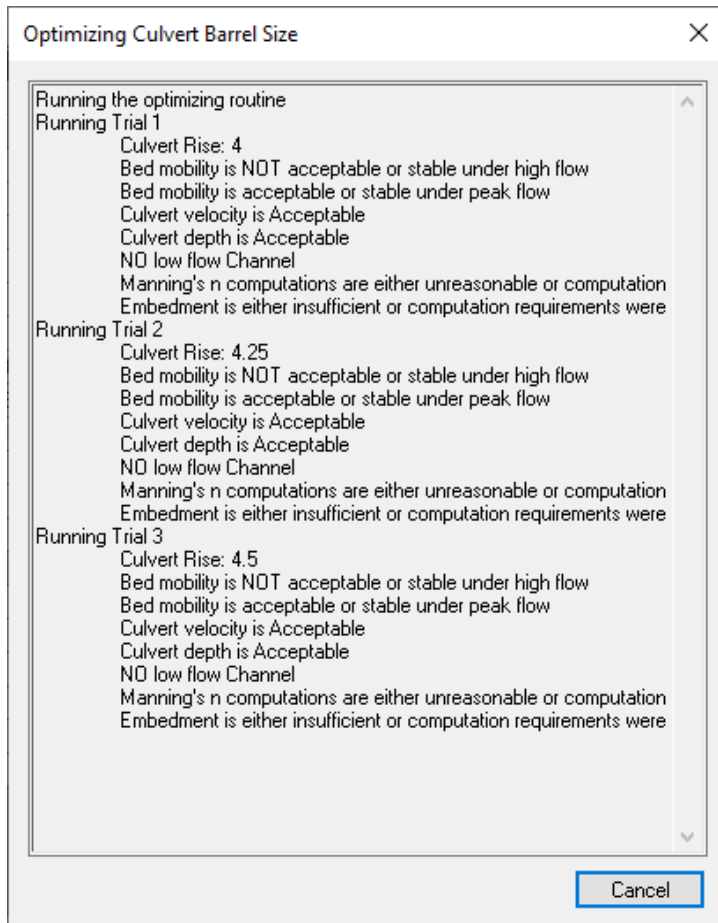 Optimizing Culvert Barrel Size
Running the optimizing routine
Running Trial 1
Culvert Rise: 4
Bed mobility is NOT acceptable or stable under high flow
Bed mobility is acceptable or stable under peak flow
Culvert velocity is Acceptable
Culvert depth is Acceptable
NO low flow Channel
Manning's n computations are either unreasonable or computation
Embedment is either insufficient or computation requirements were
Running Trial 2
Culvert Rise: 4.25
Bed mobility is NOT acceptable or stable under high flow
Bed mobility is acceptable or stable under peak flow
Culvert velocity is Acceptable
Culvert depth is Acceptable
NO low flow Channel
Manning's n computations are either unreasonable or computation
Embedment is either insufficient or computation requirements were
Running Trial 3
Culvert Rise: 4.5
Bed mobility is NOT acceptable or stable under high flow
Bed mobility is acceptable or stable under peak flow
Culvert velocity is Acceptable
Culvert depth is Acceptable
NO low flow Channel
Manning's n computations are either unreasonable or computation
Embedment is either insufficient or computation requirements were
Cancel